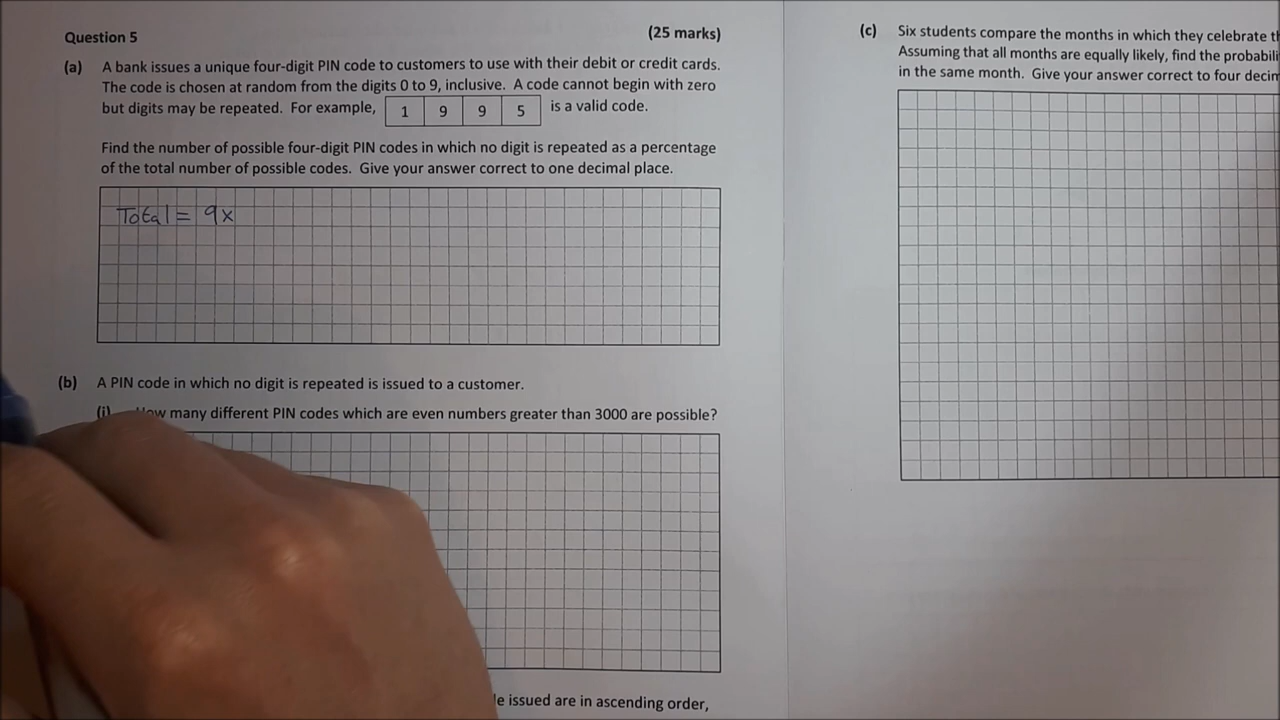 Question 5 (25 marks)
(a) A bank issues a unique four-digit PIN code to customers to use with their debit or credit cards.
The code is chosen at random from the digits 0 to 9, inclusive. A code cannot begin with zero
but digits may be repeated. For example, 1 9 9 5 is a valid code.
Find the number of possible four-digit PIN codes in which no digit is repeated as a percentage
of the total number of possible codes. Give your answer correct to one decimal place.
Total = 9x
(b) A PIN code in which no digit is repeated is issued to a customer.
(i) many different PIN codes which are even numbers greater than 3000 are possible?
issued are in ascending order,
(c) Six students compare the months in which they celebrate
Assuming that all months are equally likely, find the
in the same month. Give your answer correct to four